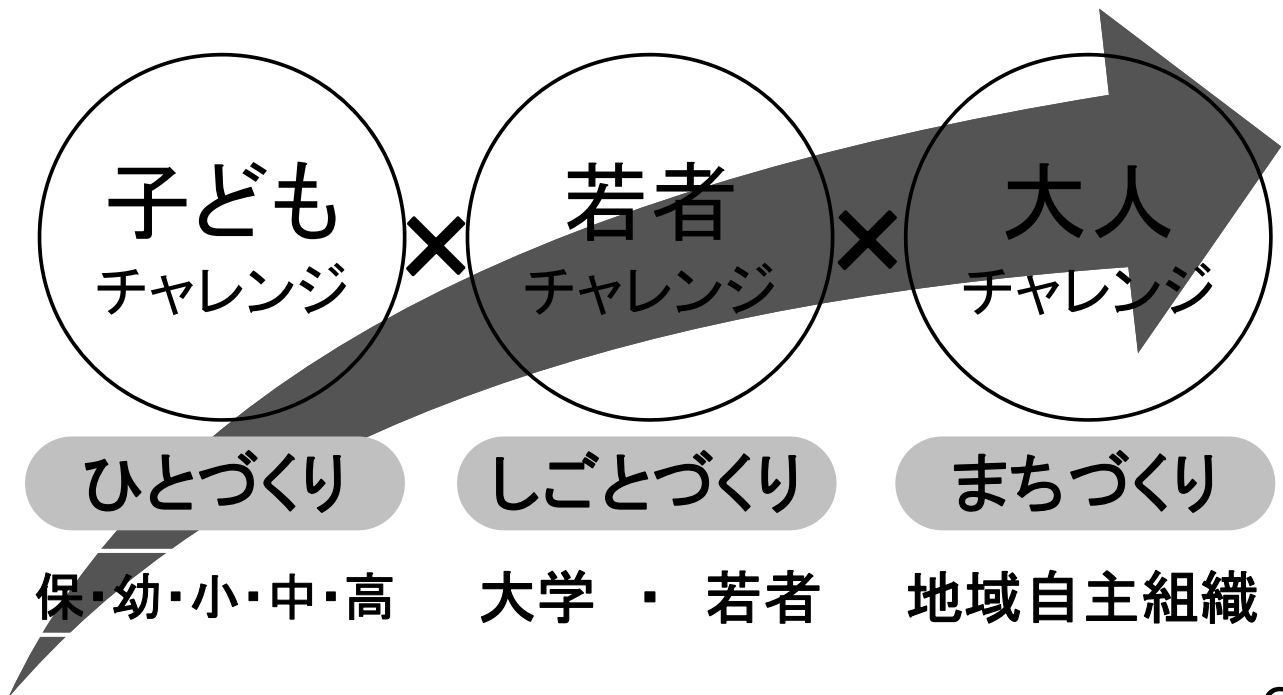 子ども
チャレンジ
×
若者
チャレンジ
×
大人
チャレンジ
ひとづくり
しごとづくり
まちづくり
保・幼・小・中・高
大学 ・ 若者
地域自主組織